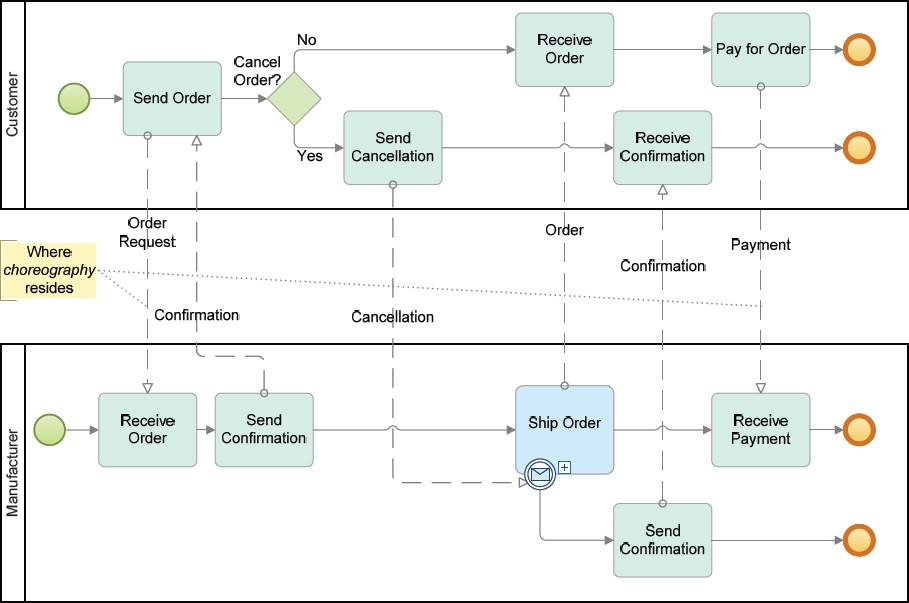 Customer
Send Order
Cancel
Order?
No
Yes
Receive
Order
Pay for Order
Send
Cancellation
Receive
Confirmation
Order
Request
Where
choreography
resides
Confirmation
Cancellation
Order
Confirmation
Payment
Manufacturer
Receive
Order
Send
Confirmation
Ship Order
Receive
Payment
Send
Confirmation